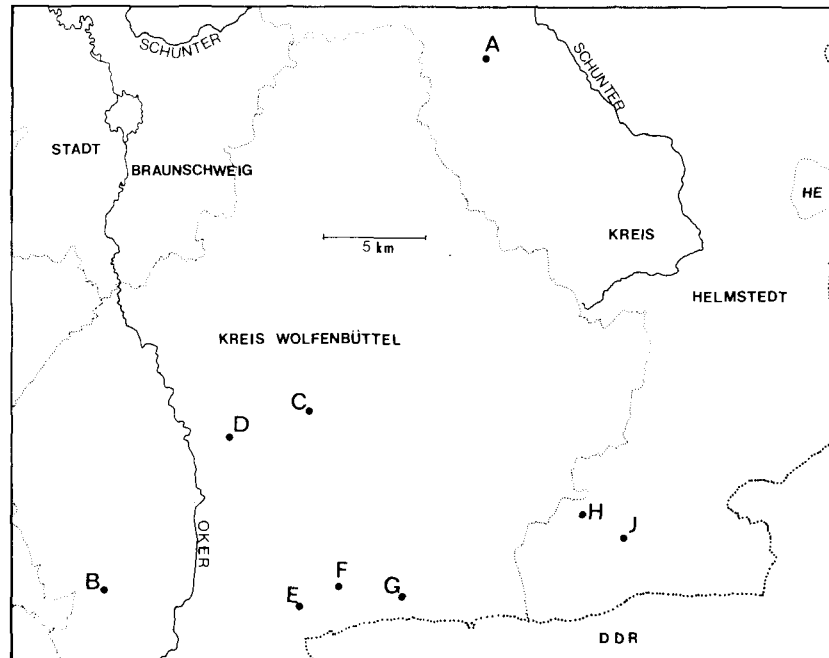 A
SCHUNTER
SCHUNTER
STADT
BRAUNSCHWEIG
HE
KREIS
5 km
HELMSTEDT
KREIS WOLFENBÜTTEL
C
D
H
J
OKER
B
F
E
G
DDR